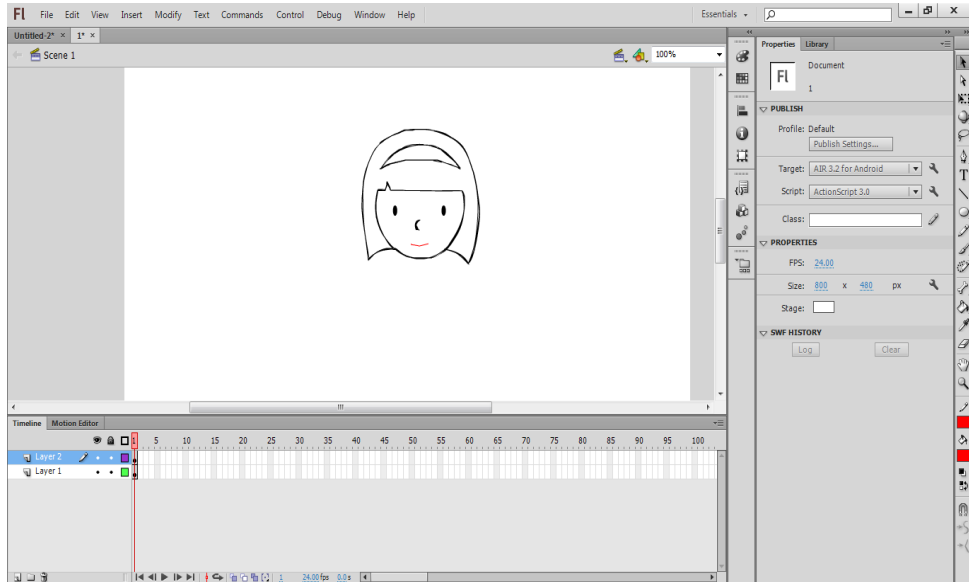 Fl File Edit View Insert Modify Text Commands Control Debug Window Help Essentials
Untitled-2* × 1* ×
Scene 1 100%
Properties Library
Fl Document
1
PUBLISH
Profile: Default
Publish Settings...
Target: AIR 3.2 for Android
Script: ActionScript 3.0
Class:
PROPERTIES
FPS: 24.00
Size: 800 x 480 px
Stage:
SWF HISTORY
Log Clear
Timeline Motion Editor
1 5 10 15 20 25 30 35 40 45 50 55 60 65 70 75 80 85 90 95 100
Layer 2
Layer 1
1 24.00 fps 0.0 s